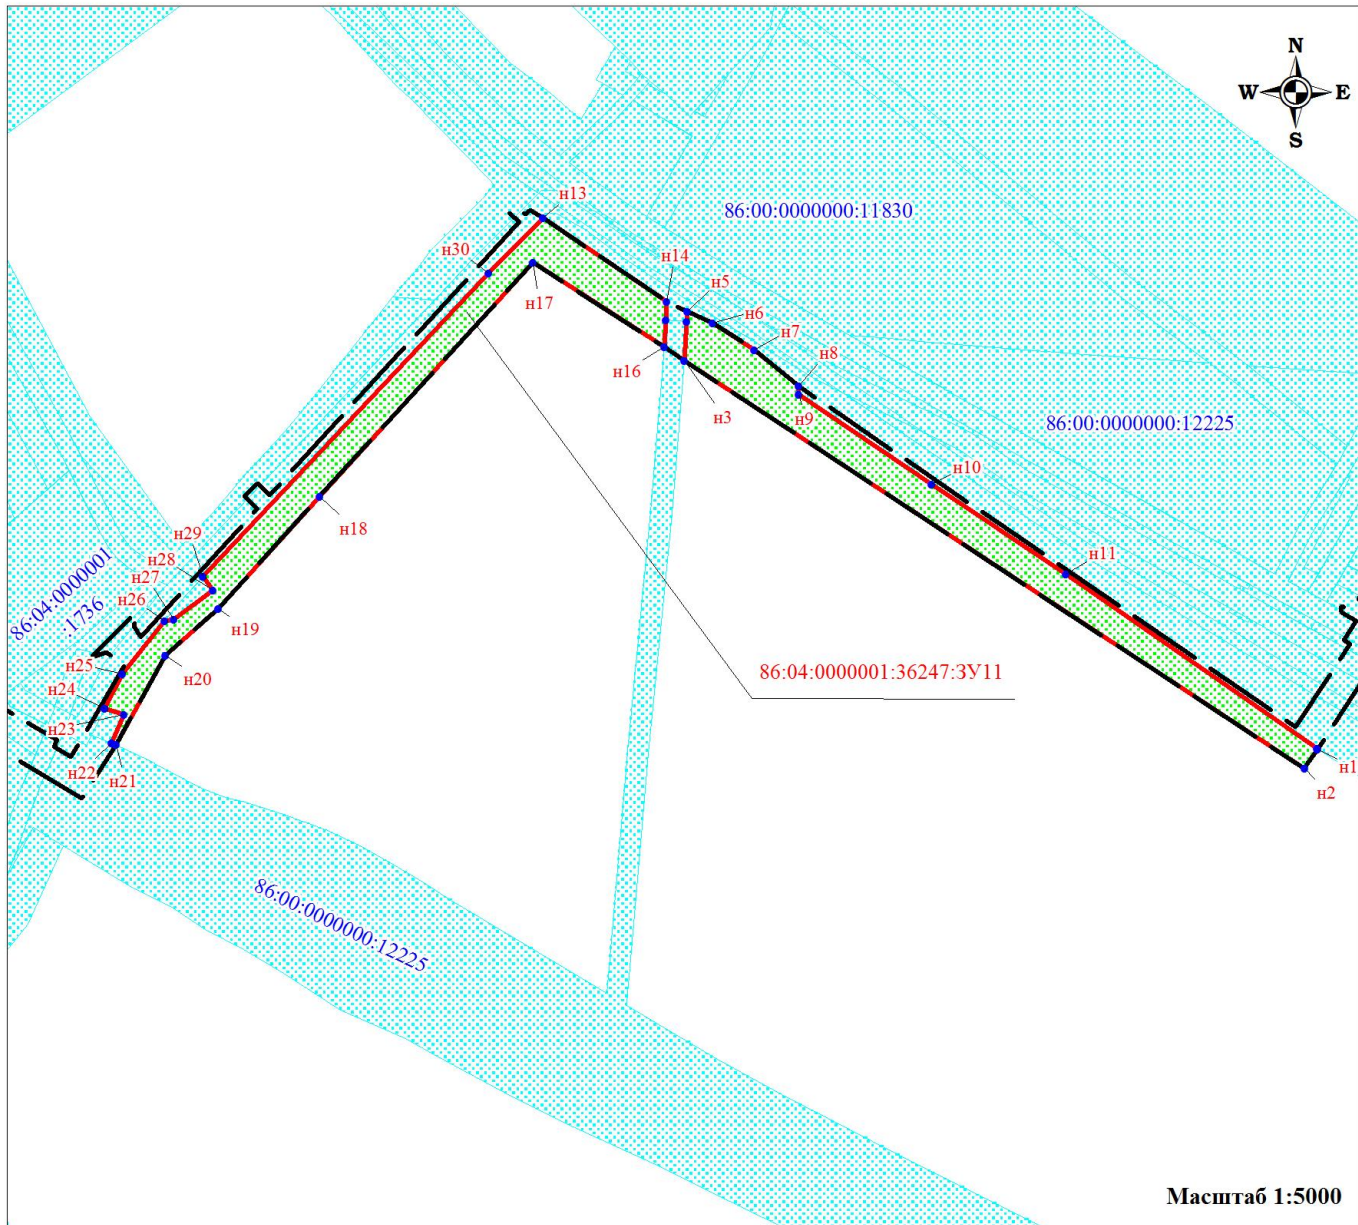 N
W
E
S
н13
86:00:0000000:11830
н30
н14
н5
н17
н6
н7
н16
н8
н3
н9
86:00:0000000:12225
н10
н18
н29
н28
н11
н27
86:04:0000001
:1736
н26
н19
н25
н20
86:04:0000001:36247:ЗУ11
н24
н23
н22
н21
н1
н2
86:00:0000000:12225
Масштаб 1:5000